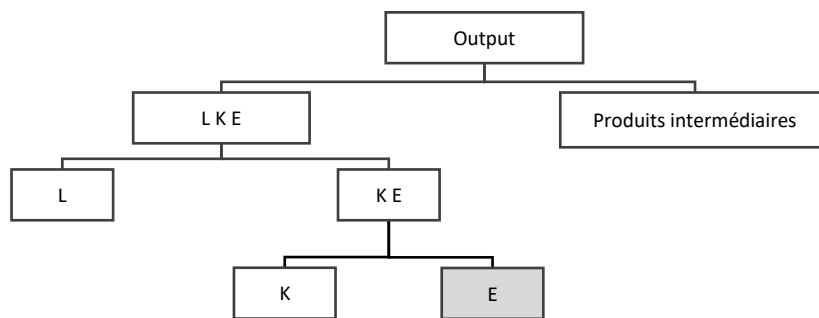 Output
L K E
Produits intermédiaires
L
K E
K
E